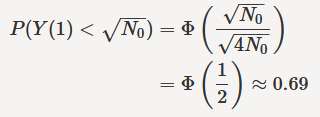 P(Y(1) < √N₀) = Φ(√N₀ / √4N₀)
= Φ(1/2) ≈ 0.69